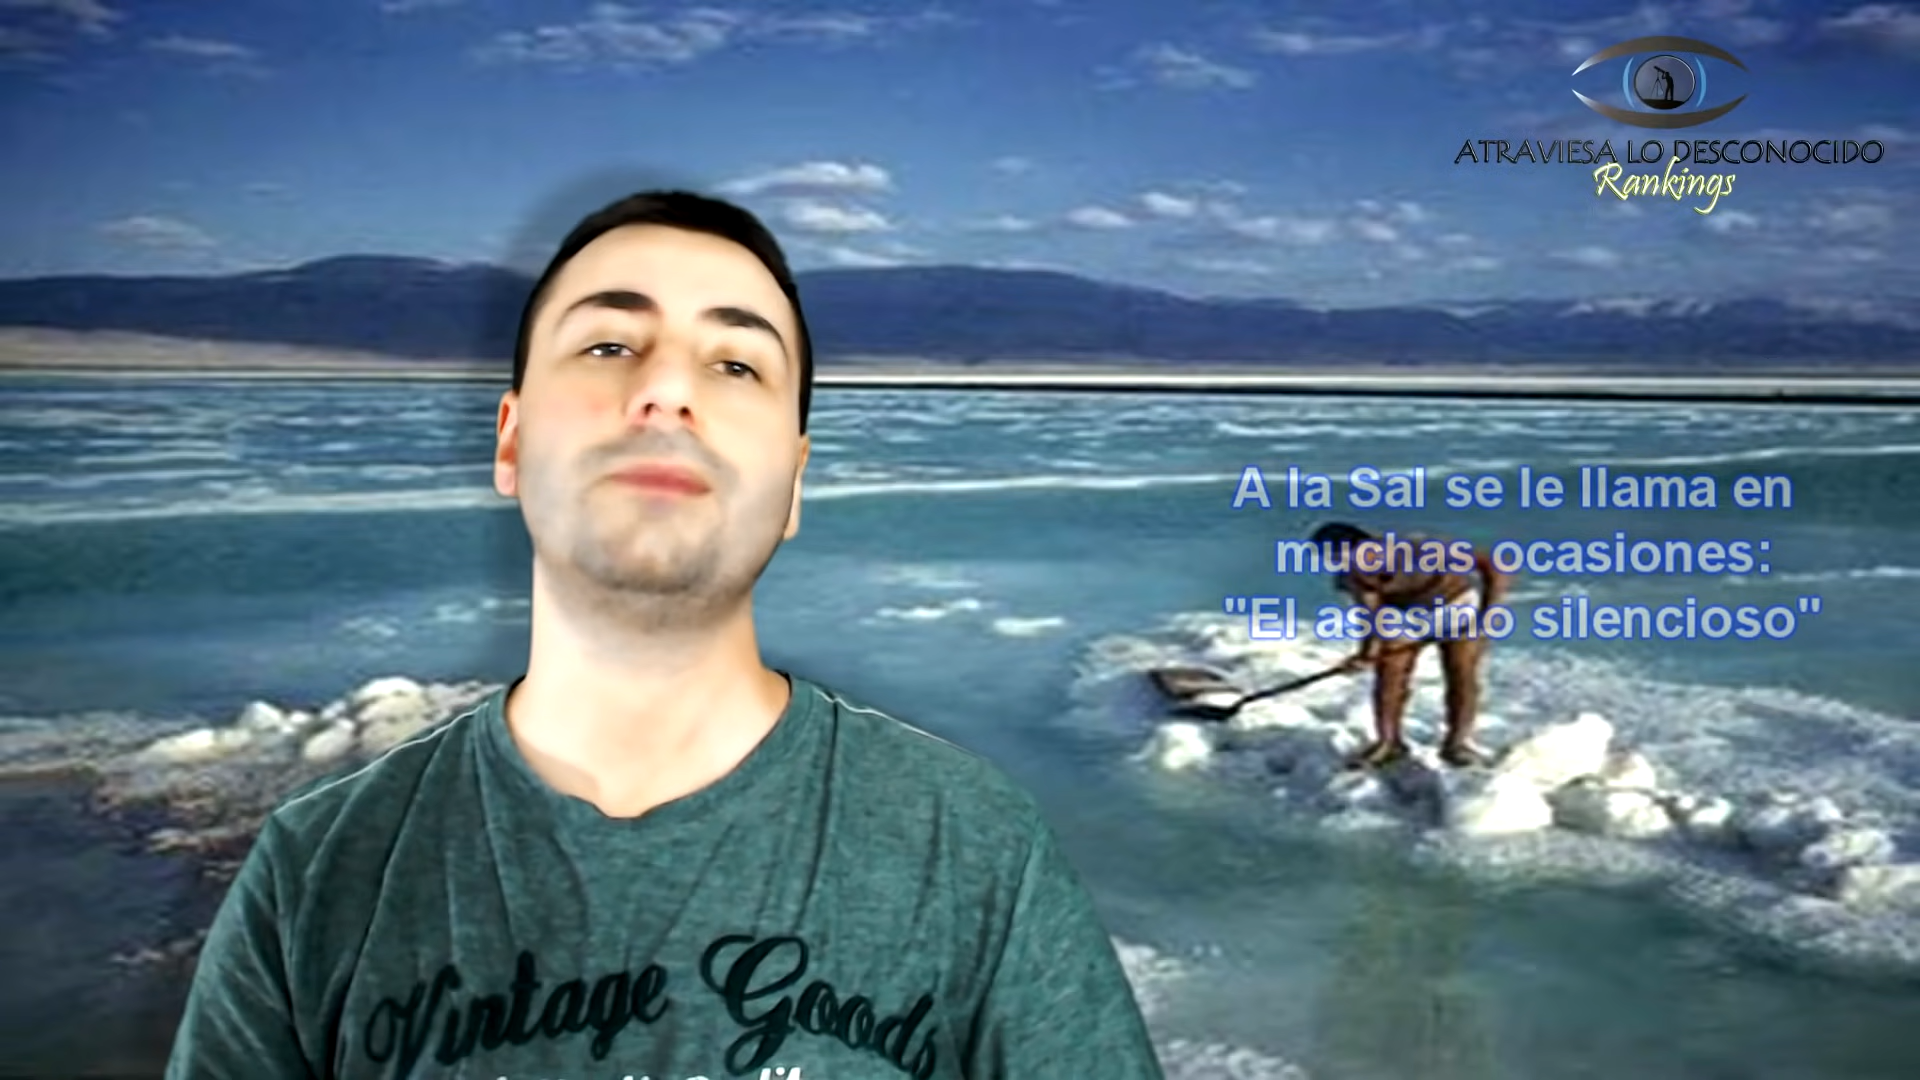 ATRAVIESA LO DESCONOCIDO
Rankings
A la Sal se le llama en
muchas ocasiones:
"El asesino silencioso"
Vintage Goods